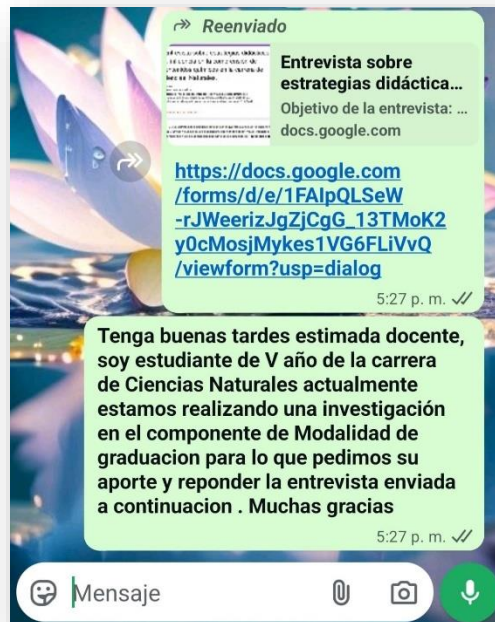 Reenviado
Entrevista sobre
estrategias didáctica...
Objetivo de la entrevista: ...
docs.google.com
https://docs.google.com
/forms/d/e/1FAIpQLSeW
-rJWeerizJgZjCgG_13TMoK2
y0cMosjMykes1VG6FLiVvQ
/viewform?usp=dialog
5:27 p. m.
Tenga buenas tardes estimada docente,
soy estudiante de V año de la carrera
de Ciencias Naturales actualmente
estamos realizando una investigación
en el componente de Modalidad de
graduacion para lo que pedimos su
aporte y reponder la entrevista enviada
a continuacion . Muchas gracias
5:27 p. m.
Mensaje